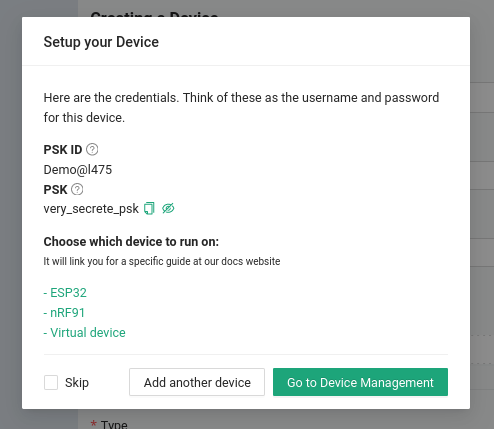 Creating a Device
Setup your Device
Here are the credentials. Think of these as the username and password
for this device.
PSK ID
Demo@l475
PSK
very_secrete_psk
Choose which device to run on:
It will link you for a specific guide at our docs website
- ESP32
- nRF91
- Virtual device
Skip
Add another device
Go to Device Management
* Type